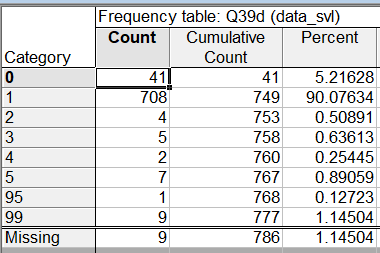 Frequency table: Q39d (data_svl)
Category Count Cumulative Count Percent
0 41 41 5.21628
1 708 749 90.07634
2 4 753 0.50891
3 5 758 0.63613
4 2 760 0.25445
5 7 767 0.89059
95 1 768 0.12723
99 9 777 1.14504
Missing 9 786 1.14504